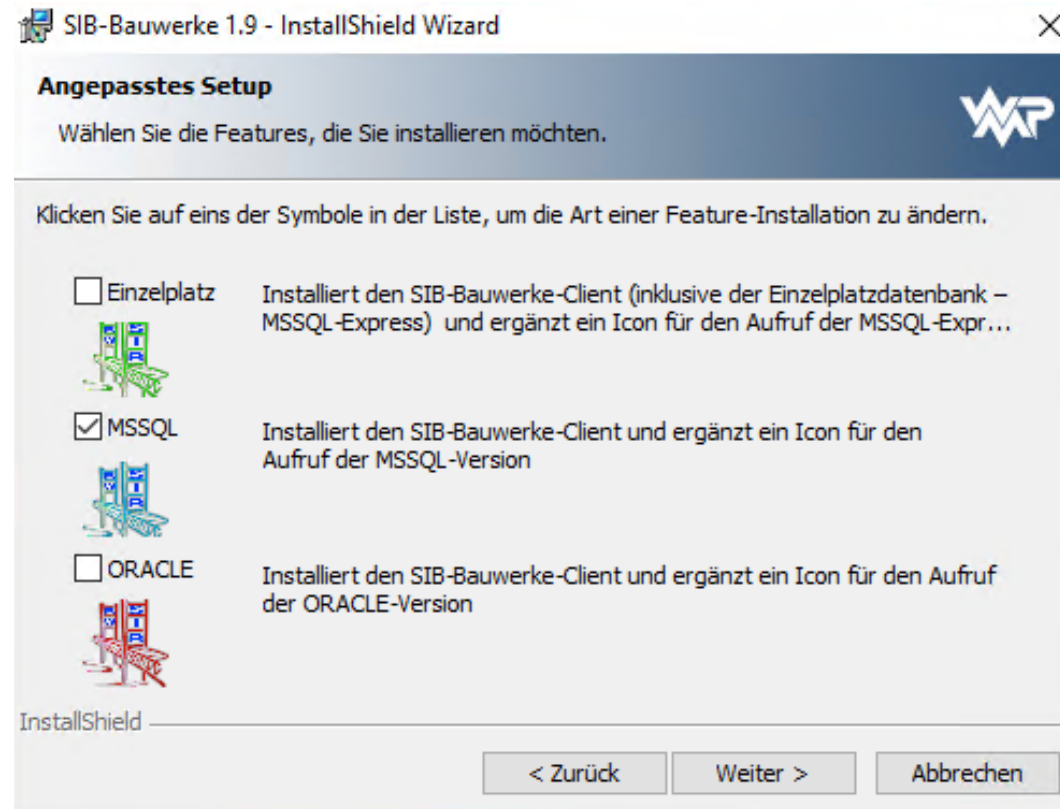 SIB-Bauwerke 1.9 - InstallShield Wizard
Angepasstes Setup
Wählen Sie die Features, die Sie installieren möchten.
WMP
Klicken Sie auf eins der Symbole in der Liste, um die Art einer Feature-Installation zu ändern.
Einzelplatz
Installiert den SIB-Bauwerke-Client (inklusive der Einzelplatzdatenbank –
MSSQL-Express) und ergänzt ein Icon für den Aufruf der MSSQL-Expr...
SIB
MSSQL
Installiert den SIB-Bauwerke-Client und ergänzt ein Icon für den
Aufruf der MSSQL-Version
SIB
ORACLE
Installiert den SIB-Bauwerke-Client und ergänzt ein Icon für den Aufruf
der ORACLE-Version
SIB
InstallShield
< Zurück
Weiter >
Abbrechen